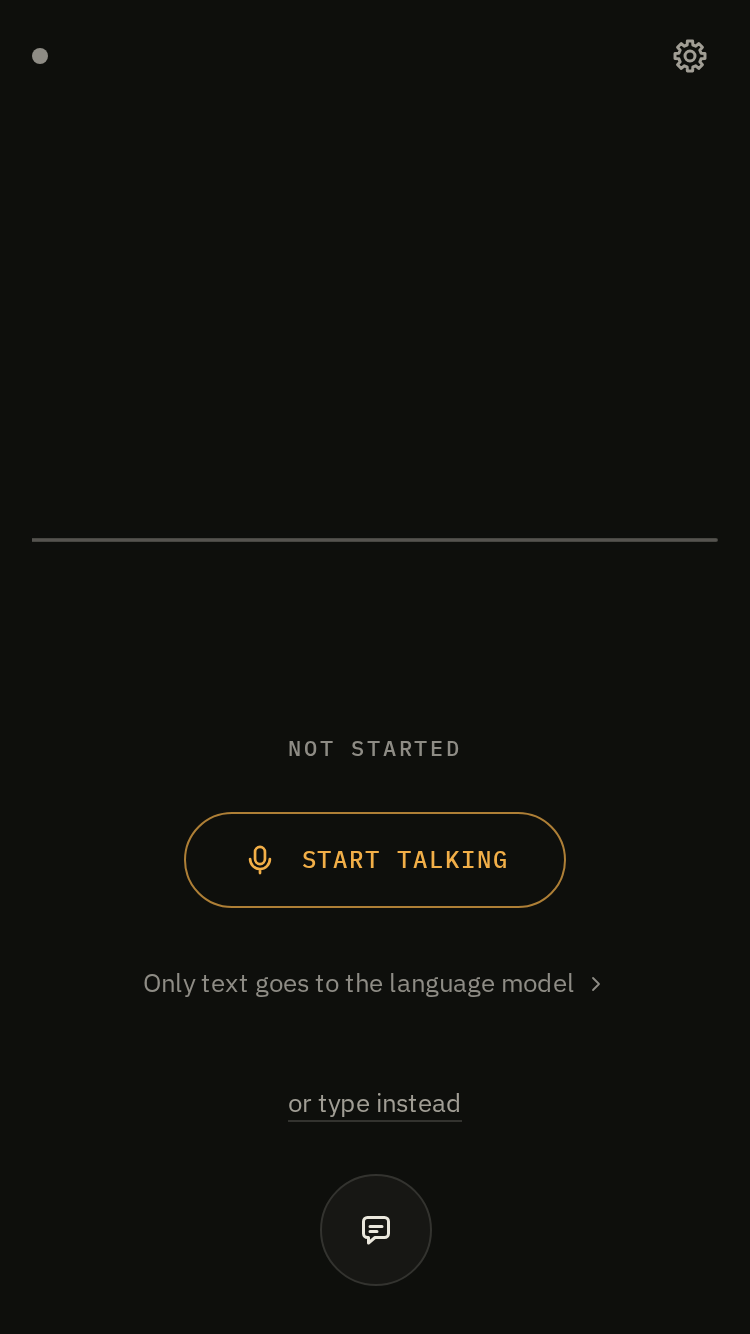 NOT STARTED
START TALKING
Only text goes to the language model
or type instead